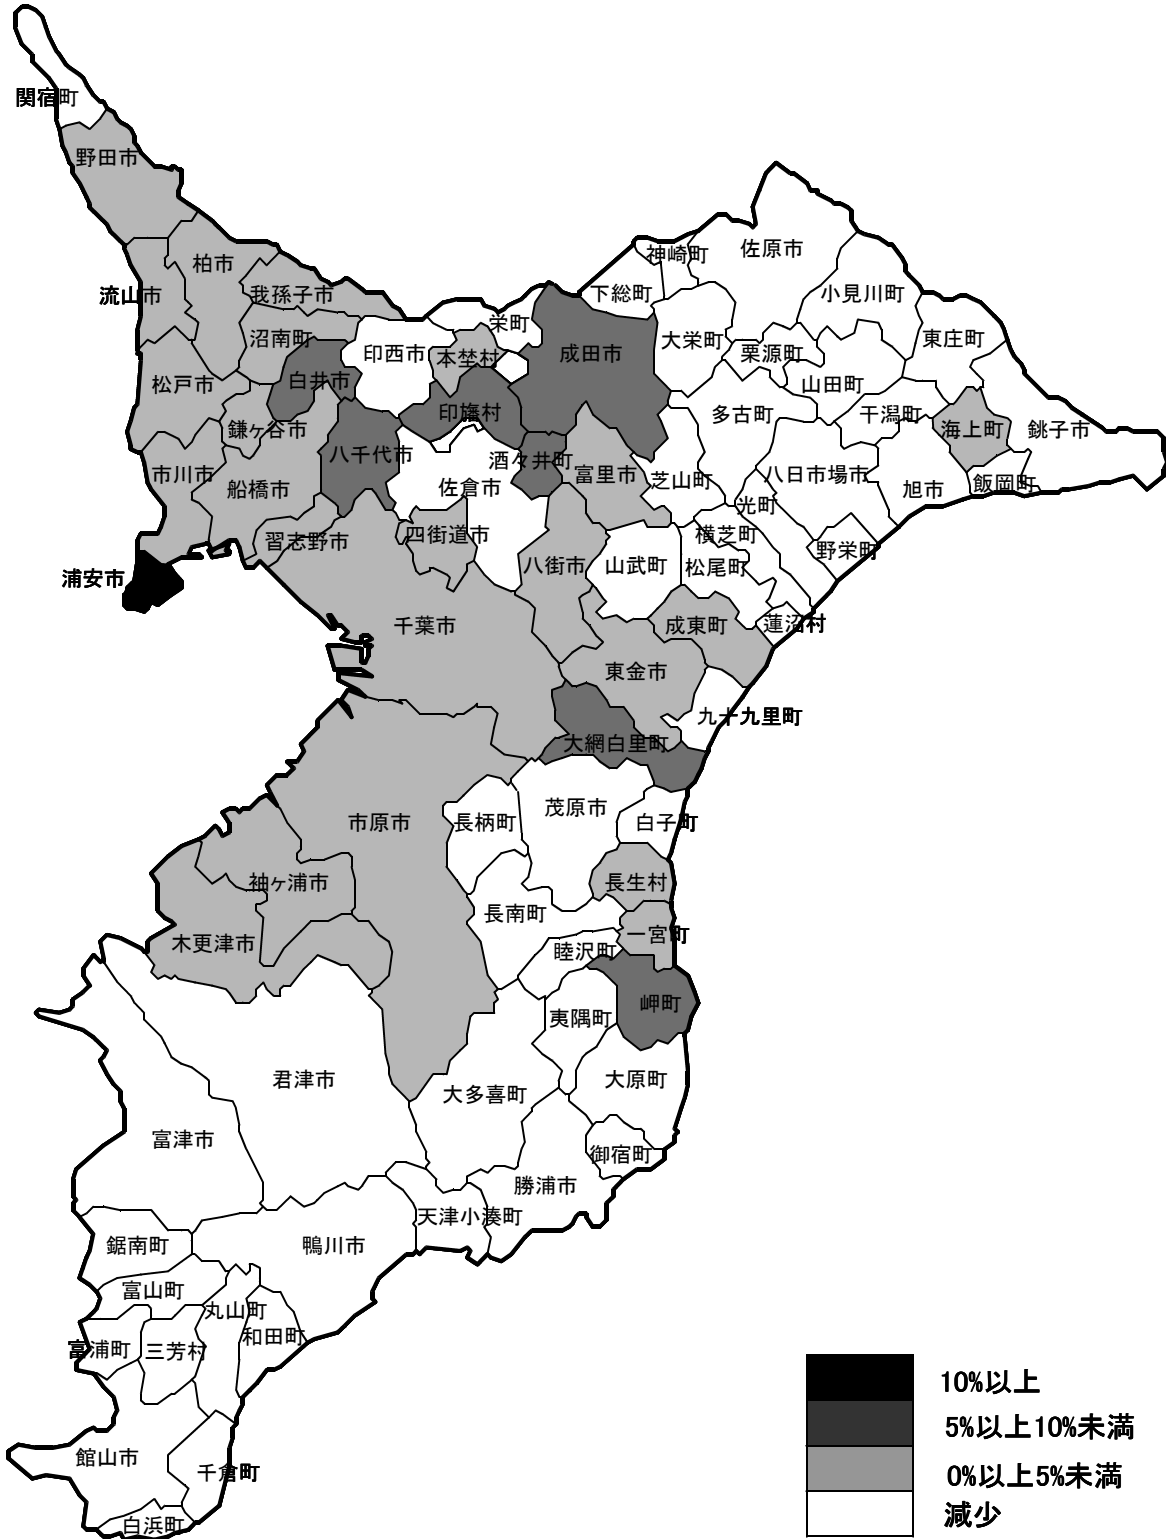 関宿町
野田市
佐原市
神崎町
柏市
流山市
我孫子市
下総町
小見川町
栄町
沼南町
印西市
本埜村
成田市
大栄町
栗源町
東庄町
松戸市
白井市
山田町
印旛村
多古町
干潟町
海上町
銚子市
鎌ヶ谷市
八千代市
酒々井町
市川市
船橋市
佐倉市
富里市
芝山町
八日市場市
旭市
飯岡町
光町
習志野市
四街道市
横芝町
野栄町
浦安市
八街市
山武町
松尾町
千葉市
成東町
蓮沼村
東金市
九十九里町
大網白里町
市原市
長柄町
茂原市
白子町
袖ヶ浦市
長生村
長南町
木更津市
一宮町
睦沢町
岬町
夷隅町
君津市
大多喜町
大原町
富津市
御宿町
勝浦市
天津小湊町
鋸南町
鴨川市
富山町
丸山町
和田町
富浦町
三芳村
館山市
千倉町
白浜町
10%以上
5%以上10%未満
0%以上5%未満
減少